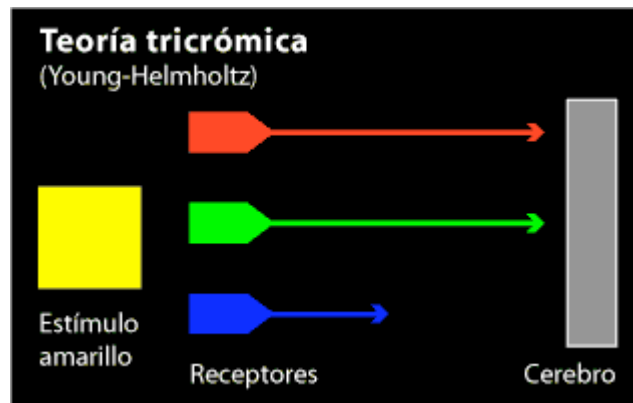 Teoría tricrómica
(Young-Helmholtz)
Estímulo
amarillo
Receptores
Cerebro